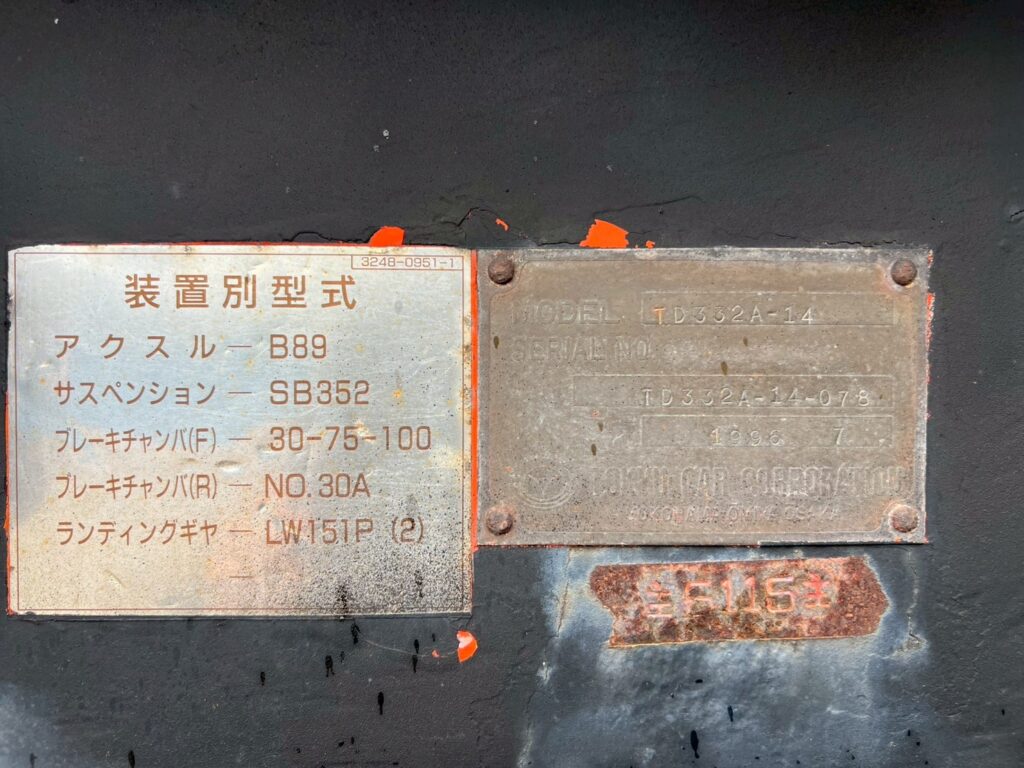 3248-0951-1
装置別型式
アクスル — B89
サスペンション — SB352
ブレーキチャンバ(F) — 30-75-100
ブレーキチャンバ(R) — NO.30A
ランディングギヤ — LW151P (2)
—
MODEL TD332A-14
SERIAL NO.
TD332A-14-078
1996 7
CAR CORPORATION
OSAKA
F1151